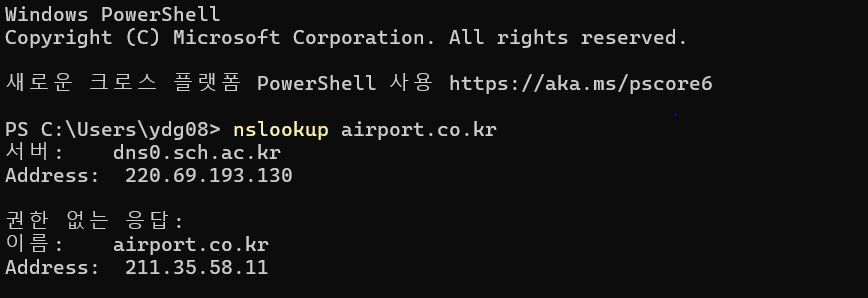 Windows PowerShell
Copyright (C) Microsoft Corporation. All rights reserved.
새로운 크로스 플랫폼 PowerShell 사용 https://aka.ms/pscore6
PS C:\Users\ydg08> nslookup airport.co.kr
서버:    dns0.sch.ac.kr
Address:  220.69.193.130
권한 없는 응답:
이름:    airport.co.kr
Address:  211.35.58.11